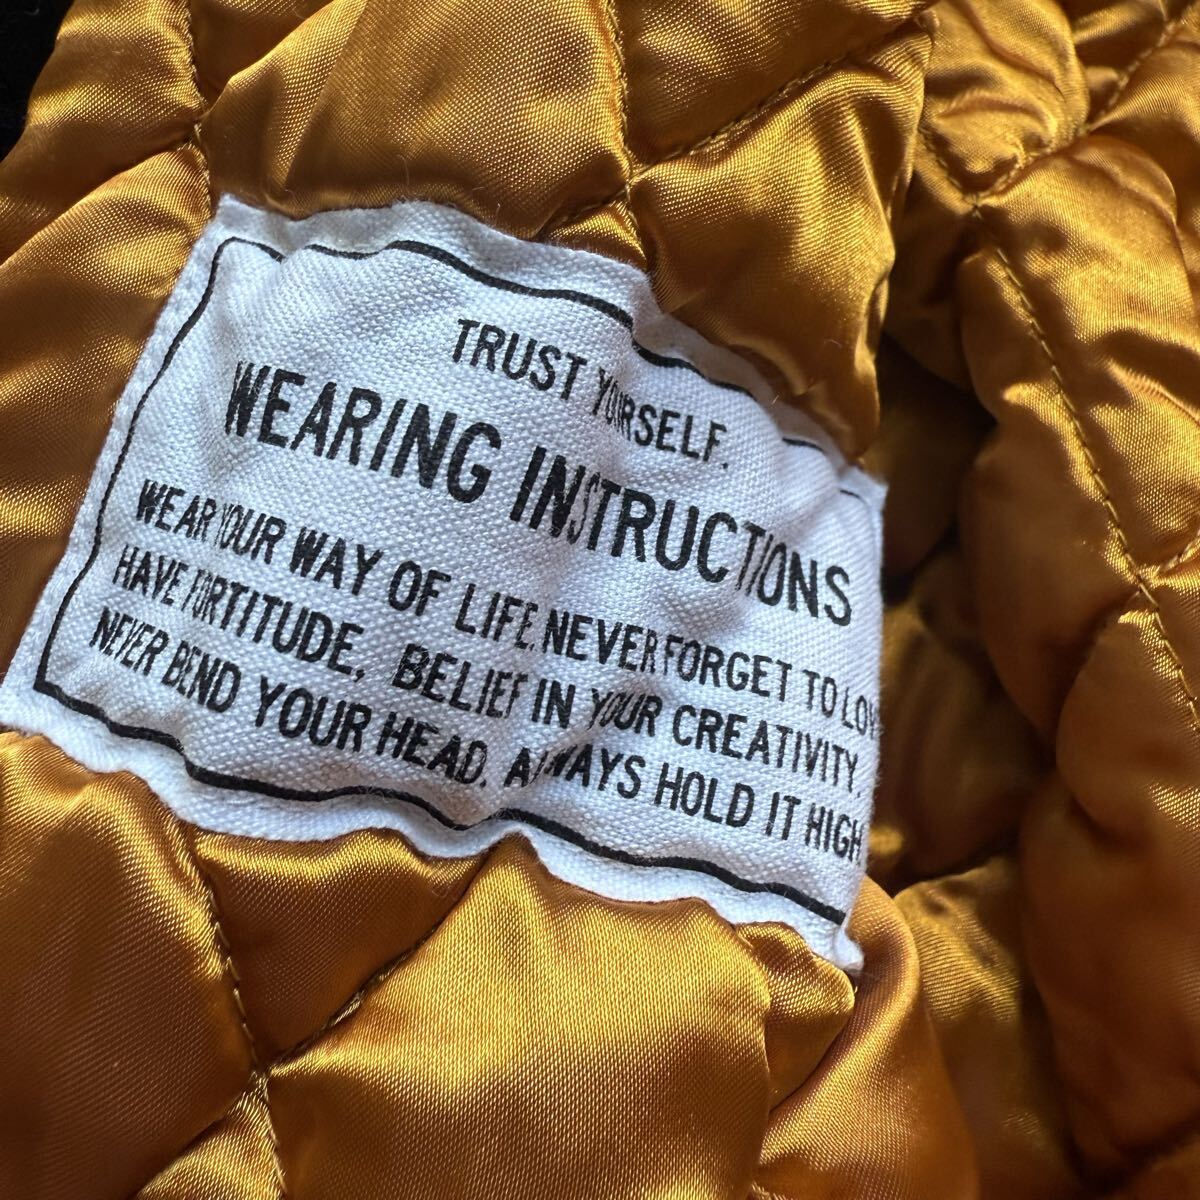 TRUST YOURSELF.
WEARING INSTRUCTIONS
WEAR YOUR WAY OF LIFE. NEVER FORGET TO
HAVE FORTITUDE. BELIEF IN YOUR CREATIVITY.
NEVER BEND YOUR HEAD. ALWAYS HOLD IT HIGH